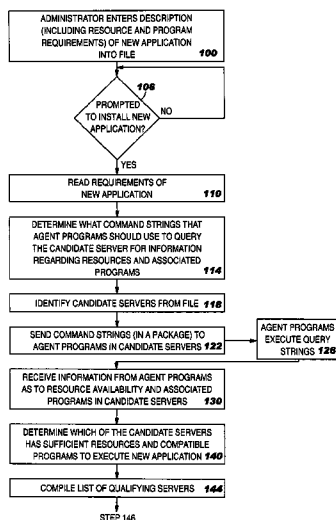 ADMINISTRATOR ENTERS DESCRIPTION
(INCLUDING RESOURCE AND PROGRAM
REQUIREMENTS) OF NEW APPLICATION
INTO FILE 100
106
PROMPTED
TO INSTALL NEW
APPLICATION?
NO
YES
READ REQUIREMENTS OF
NEW APPLICATION 110
DETERMINE WHAT COMMAND STRINGS THAT
AGENT PROGRAMS SHOULD USE TO QUERY
THE CANDIDATE SERVER FOR INFORMATION
REGARDING RESOURCES AND ASSOCIATED
PROGRAMS 114
IDENTIFY CANDIDATE SERVERS FROM FILE 118
SEND COMMAND STRINGS (IN A PACKAGE) TO
AGENT PROGRAMS IN CANDIDATE SERVERS 122
AGENT PROGRAMS
EXECUTE QUERY
STRINGS 126
RECEIVE INFORMATION FROM AGENT PROGRAMS
AS TO RESOURCE AVAILABILITY AND ASSOCIATED
PROGRAMS IN CANDIDATE SERVERS 130
DETERMINE WHICH OF THE CANDIDATE SERVERS
HAS SUFFICIENT RESOURCES AND COMPATIBLE
PROGRAMS TO EXECUTE NEW APPLICATION 140
COMPILE LIST OF QUALIFYING SERVERS 144
STEP 146